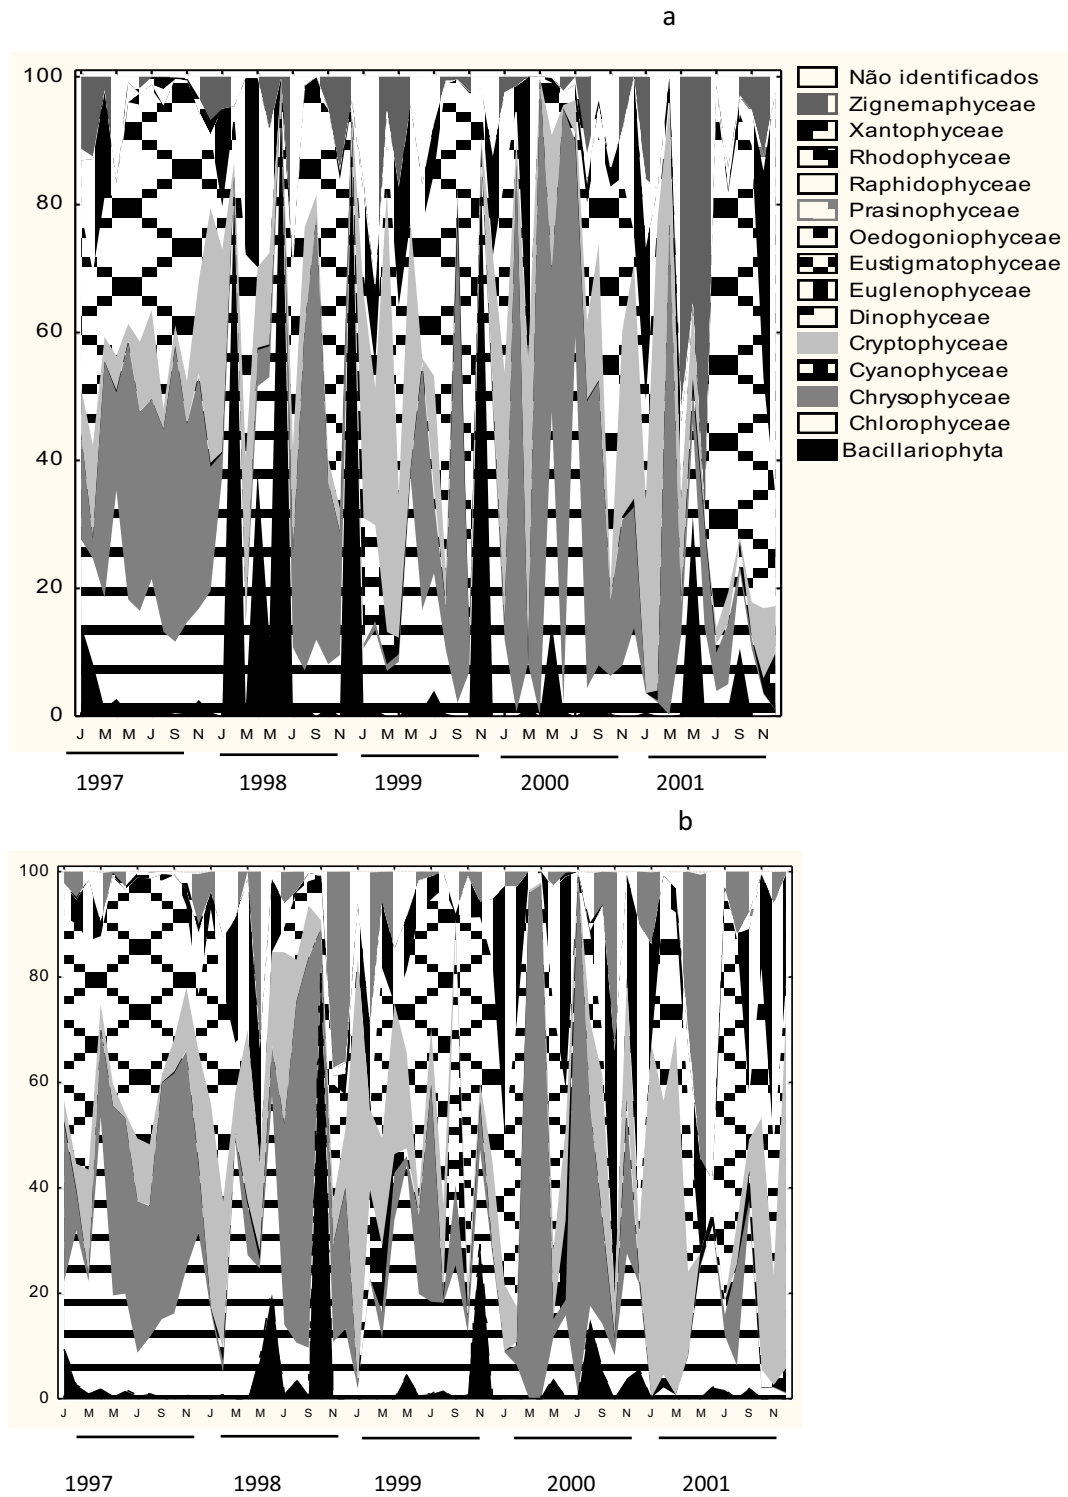 a
100
80
60
40
20
0
J M M J S N J M M J S N J M M J S N J M M J S N J M M J S N
1997 1998 1999 2000 2001
Não identificados
Zignemaphyceae
Xantophyceae
Rhodophyceae
Raphidophyceae
Prasinophyceae
Oedogoniophyceae
Eustigmatophyceae
Euglenophyceae
Dinophyceae
Cryptophyceae
Cyanophyceae
Chrysophyceae
Chlorophyceae
Bacillariophyta
b
100
80
60
40
20
0
J M M J S N J M M J S N J M M J S N J M M J S N J M M J S N
1997 1998 1999 2000 2001